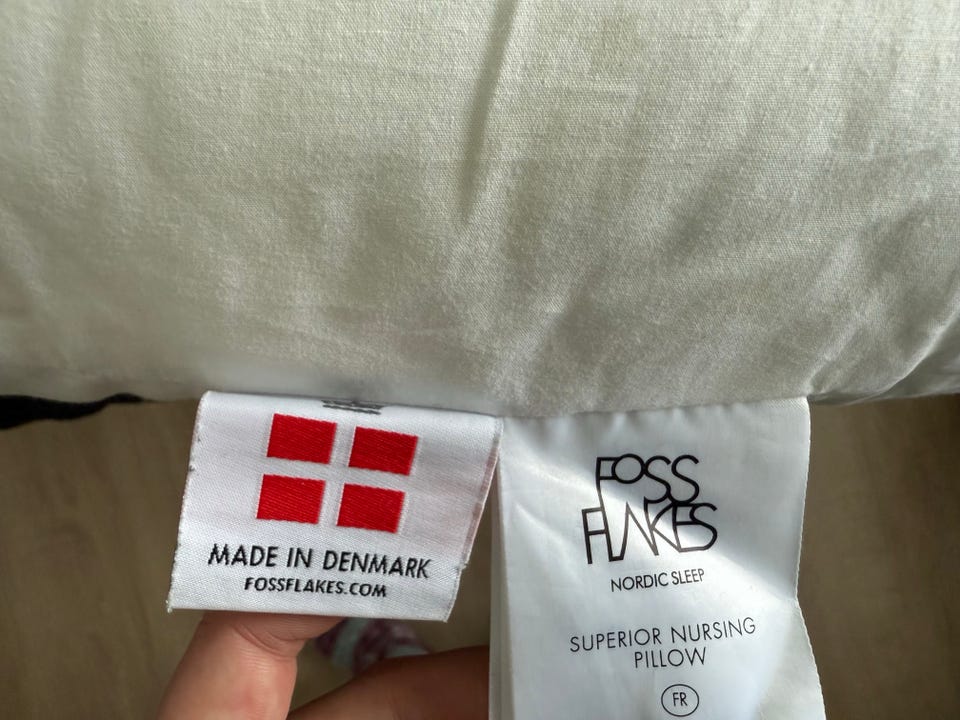 MADE IN DENMARK
FOSSFLAKES.COM
FOSS
FLAKES
NORDIC SLEEP
SUPERIOR NURSING
PILLOW
FR